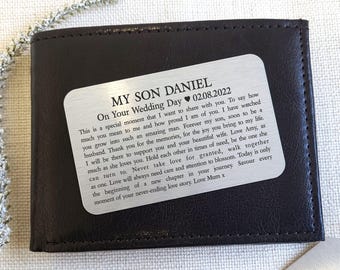 MY SON DANIEL
On Your Wedding Day ♥ 02.08.2022
This is a special moment that I want to share with you. To say how
much you mean to me and how proud I am of you. I have watched
you grow into such an amazing man. Forever my son, soon to be a
husband. Thank you for the memories, for the joy you bring to my life.
I will be there to support you and your beautiful wife. Love Amy, as
much as she loves you. Hold each other in times of need, be the one she
can turn to. Never take love for granted, walk together
as one. Love will always need care and attention to blossom. Today is only
the beginning of a new chapter in your journey. Savour every
moment of your never-ending love story. Love Mum x